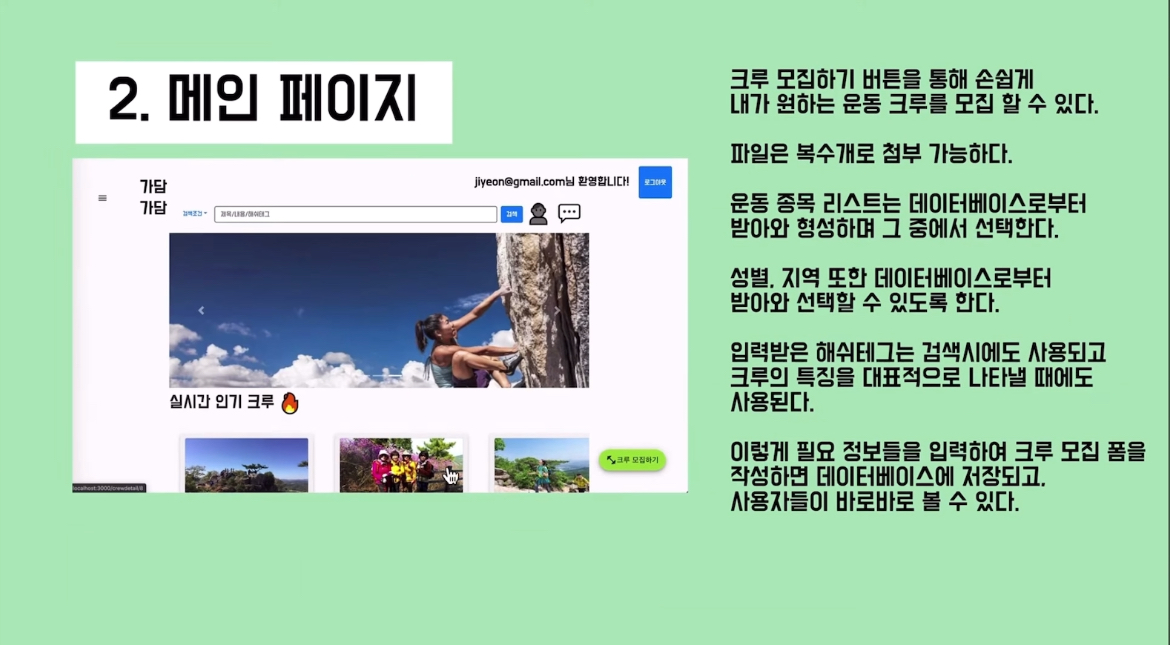 2. 메인 페이지
가담
가담
jiyeon@gmail.com님 환영합니다!
로그아웃
검색조건
제목/내용/해쉬태그
검색
실시간 인기 크루
크루 모집하기
크루 모집하기 버튼을 통해 손쉽게
내가 원하는 운동 크루를 모집 할 수 있다.
파일은 복수개로 첨부 가능하다.
운동 종목 리스트는 데이터베이스로부터
받아와 형성하며 그 중에서 선택한다.
성별, 지역 또한 데이터베이스로부터
받아와 선택할 수 있도록 한다.
입력받은 해쉬테그는 검색시에도 사용되고
크루의 특징을 대표적으로 나타낼 때에도
사용된다.
이렇게 필요 정보들을 입력하여 크루 모집 폼을
작성하면 데이터베이스에 저장되고,
사용자들이 바로바로 볼 수 있다.